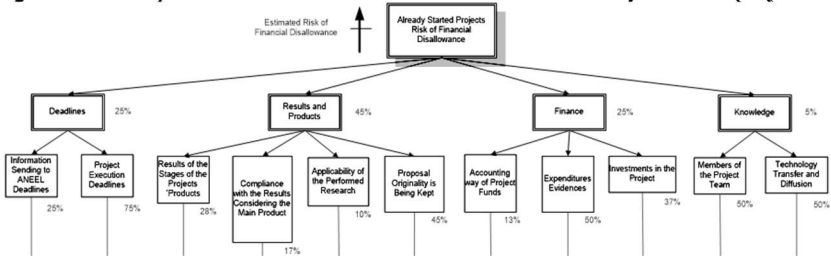 Estimated Risk of
Financial Disallowance
Already Started Projects
Risk of Financial
Disallowance
Deadlines
25%
Results and
Products
45%
Finance
25%
Knowledge
5%
Information
Sending to
ANEEL
Deadlines
25%
Project
Execution
Deadlines
75%
Results of the
Stages of the
Projects
"Products
28%
Compliance
with the Results
Considering the
Main Product
17%
Applicability of
the Performed
Research
10%
Proposal
Originality is
Being Kept
45%
Accounting
way of Project
Funds
13%
Expenditures
Evidences
50%
Investments in the
Project
37%
Members of
the Project
Team
50%
Technology
Transfer and
Diffusion
50%